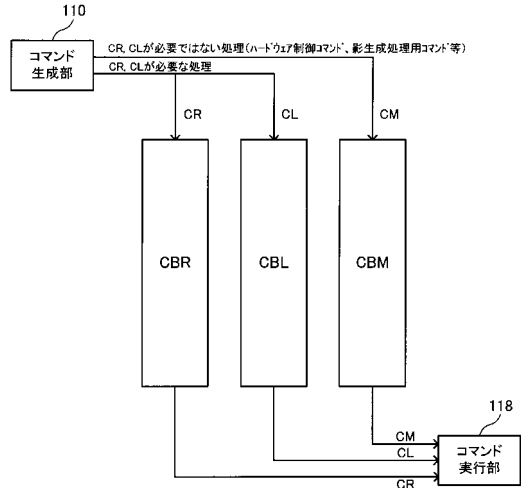 110
コマンド
生成部
CR, CLが必要ではない処理(ハードウェア制御コマンド、影生成処理用コマンド等)
CR, CLが必要な処理
CR
CL
CM
CBR
CBL
CBM
118
CM
CL
CR
コマンド
実行部